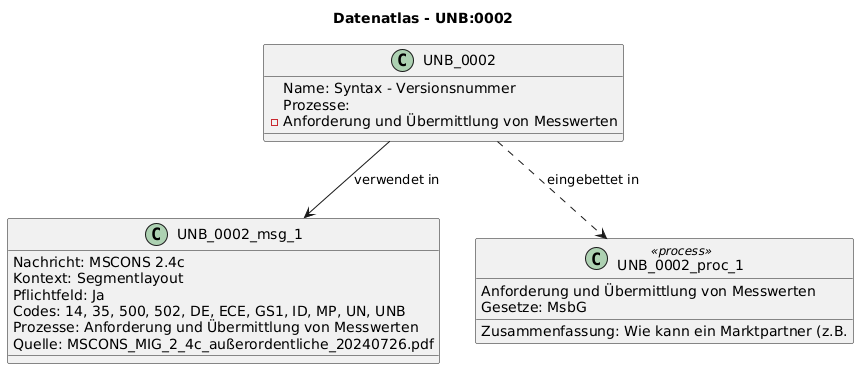 Datenatlas - UNB:0002
C UNB_0002
Name: Syntax - Versionsnummer
Prozesse:
Anforderung und Übermittlung von Messwerten
verwendet in
eingebettet in
C UNB_0002_msg_1
Nachricht: MSCONS 2.4c
Kontext: Segmentlayout
Pflichtfeld: Ja
Codes: 14, 35, 500, 502, DE, ECE, GS1, ID, MP, UN, UNB
Prozesse: Anforderung und Übermittlung von Messwerten
Quelle: MSCONS_MIG_2_4c_außerordentliche_20240726.pdf
«process»
C UNB_0002_proc_1
Anforderung und Übermittlung von Messwerten
Gesetze: MsbG
Zusammenfassung: Wie kann ein Marktpartner (z.B.